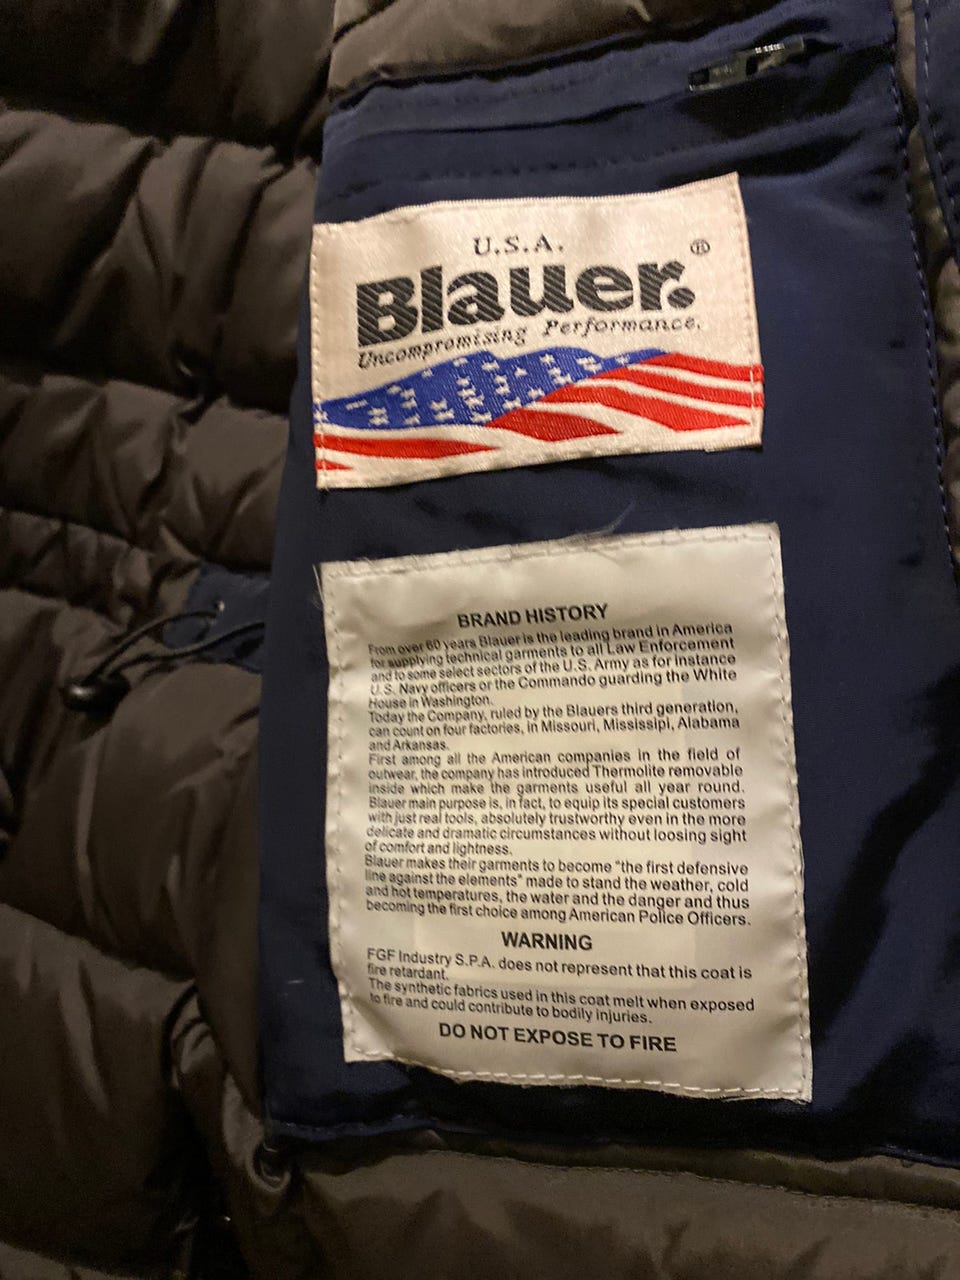 U.S.A.
Blauer.®
Uncompromising Performance.
BRAND HISTORY
From over 60 years Blauer is the leading brand in America
for supplying technical garments to all Law Enforcement
and to some select sectors of the U.S. Army as for instance
U.S. Navy officers or the Commando guarding the White
House in Washington.
Today the Company, ruled by the Blauers third generation,
can count on four factories, in Missouri, Mississipi, Alabama
and Arkansas.
First among all the American companies in the field of
outwear, the company has introduced Thermolite removable
inside which make the garments useful all year round.
Blauer main purpose is, in fact, to equip its special customers
with just real tools, absolutely trustworthy even in the more
delicate and dramatic circumstances without loosing sight
of comfort and lightness.
Blauer makes their garments to become "the first defensive
line against the elements" made to stand the weather, cold
and hot temperatures, the water and the danger and thus
becoming the first choice among American Police Officers.
WARNING
FGF Industry S.P.A. does not represent that this coat is
fire retardant.
The synthetic fabrics used in this coat melt when exposed
to fire and could contribute to bodily injuries.
DO NOT EXPOSE TO FIRE